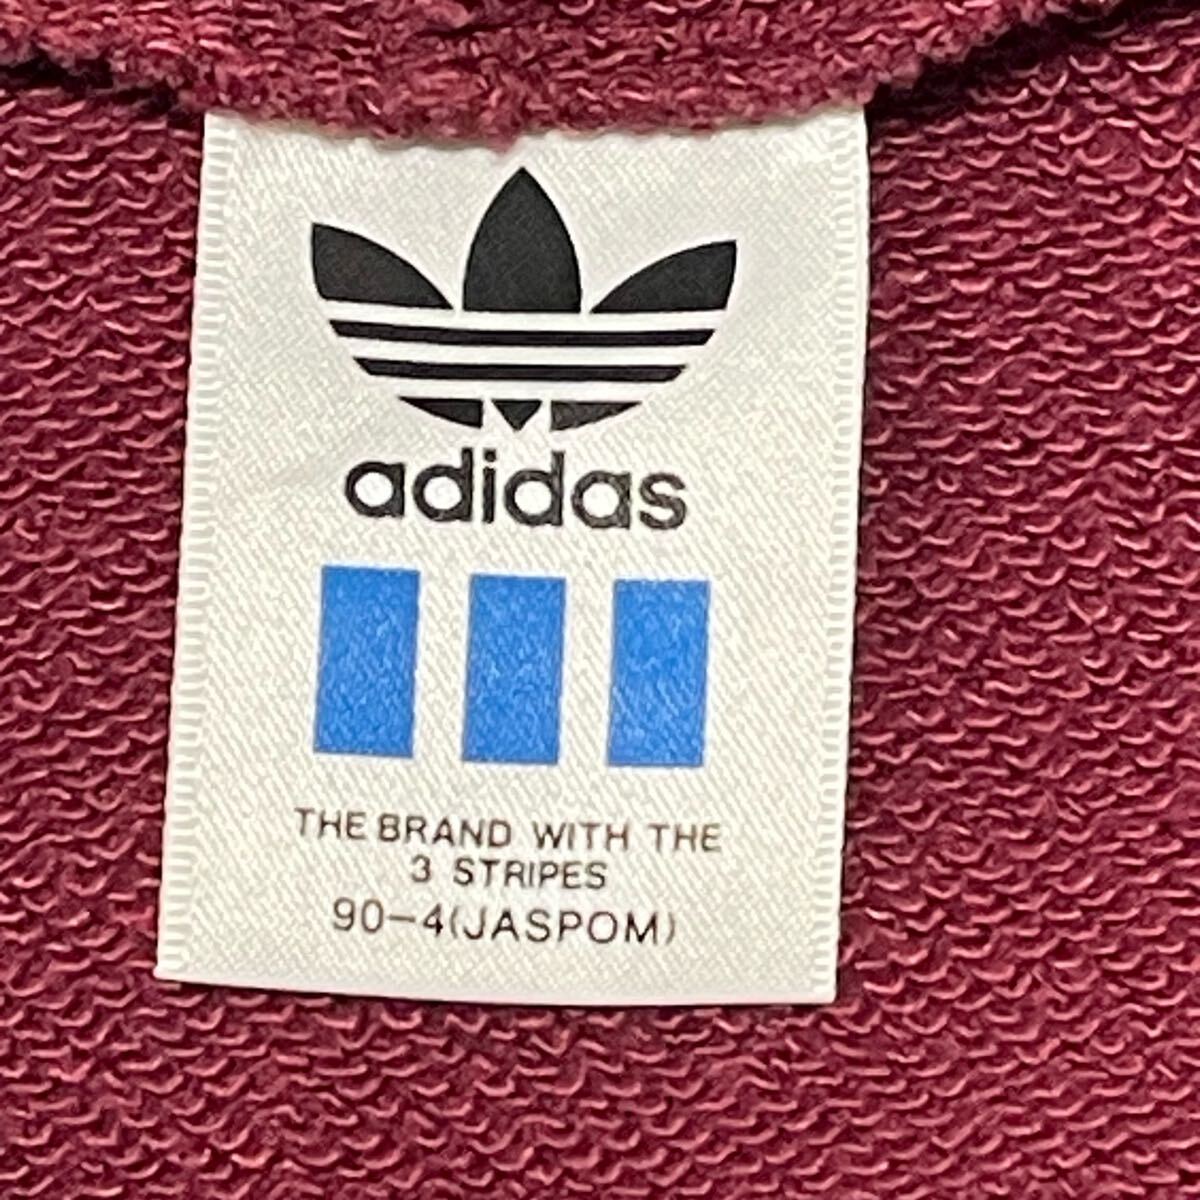 adidas
THE BRAND WITH THE
3 STRIPES
90-4(JASPOM)